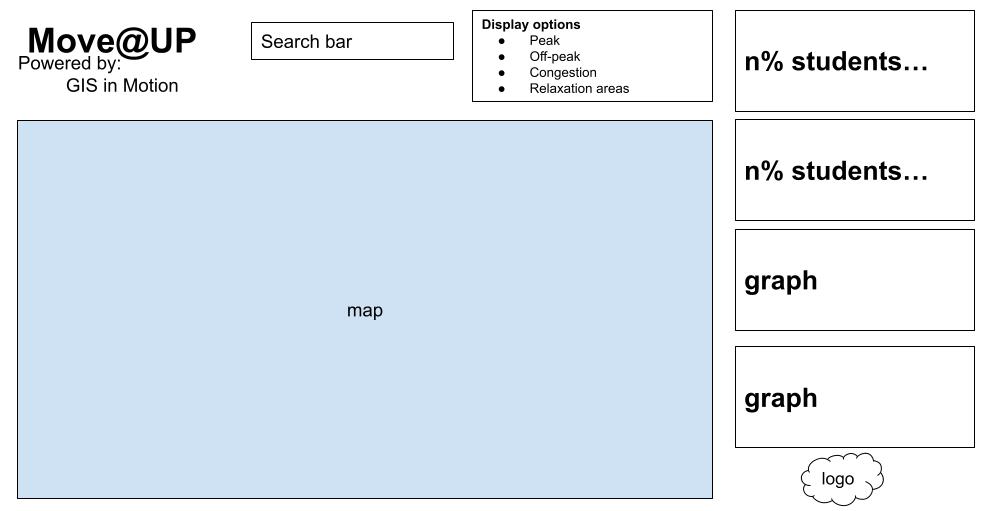 Move@UP
Powered by:
GIS in Motion
Search bar
Display options
● Peak
● Off-peak
● Congestion
● Relaxation areas
n% students…
n% students…
graph
graph
map
logo